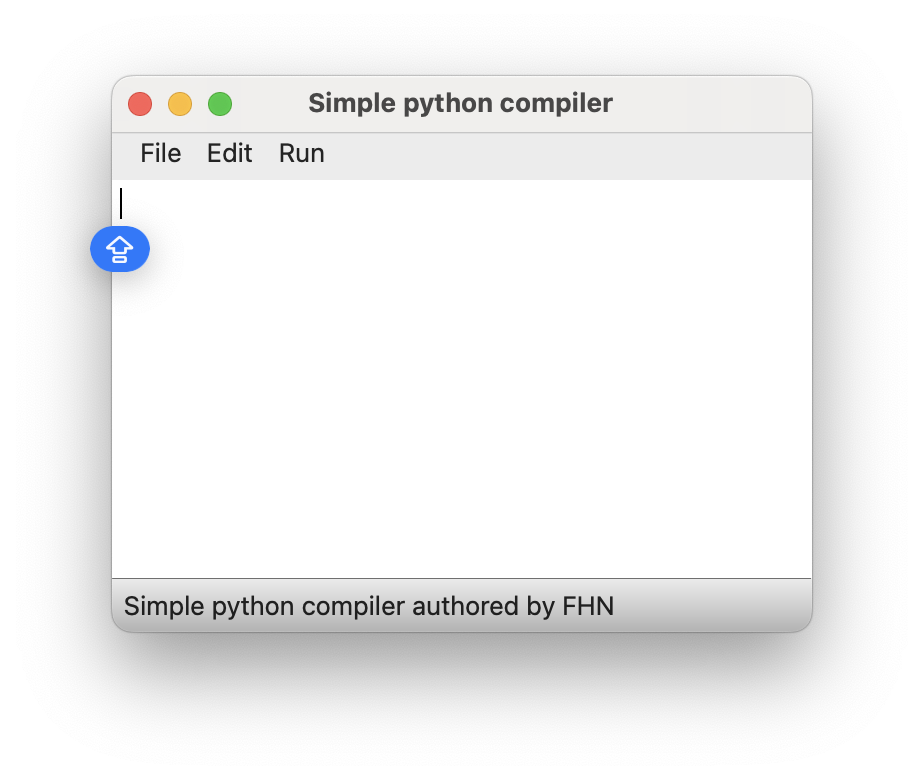 Simple python compiler
File Edit Run
Simple python compiler authored by FHN